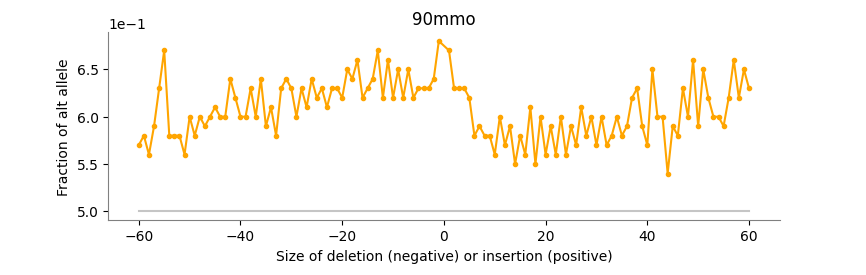 90mmo
1e−1
Fraction of alt allele
6.5
6.0
5.5
5.0
−60 −40 −20 0 20 40 60
Size of deletion (negative) or insertion (positive)